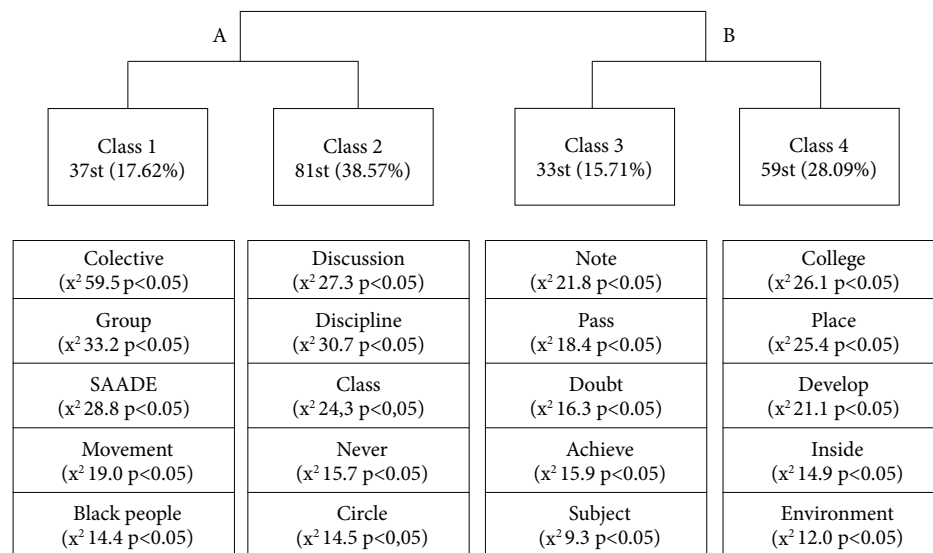 A
B
Class 1
37st (17.62%)
Class 2
81st (38.57%)
Class 3
33st (15.71%)
Class 4
59st (28.09%)
Colective
(x² 59.5 p<0.05)
Group
(x² 33.2 p<0.05)
SAADE
(x² 28.8 p<0.05)
Movement
(x² 19.0 p<0.05)
Black people
(x² 14.4 p<0.05)
Discussion
(x² 27.3 p<0.05)
Discipline
(x² 30.7 p<0.05)
Class
(x² 24,3 p<0,05)
Never
(x² 15.7 p<0.05)
Circle
(x² 14.5 p<0,05)
Note
(x² 21.8 p<0.05)
Pass
(x² 18.4 p<0.05)
Doubt
(x² 16.3 p<0.05)
Achieve
(x² 15.9 p<0.05)
Subject
(x² 9.3 p<0.05)
College
(x² 26.1 p<0.05)
Place
(x² 25.4 p<0.05)
Develop
(x² 21.1 p<0.05)
Inside
(x² 14.9 p<0.05)
Environment
(x² 12.0 p<0.05)